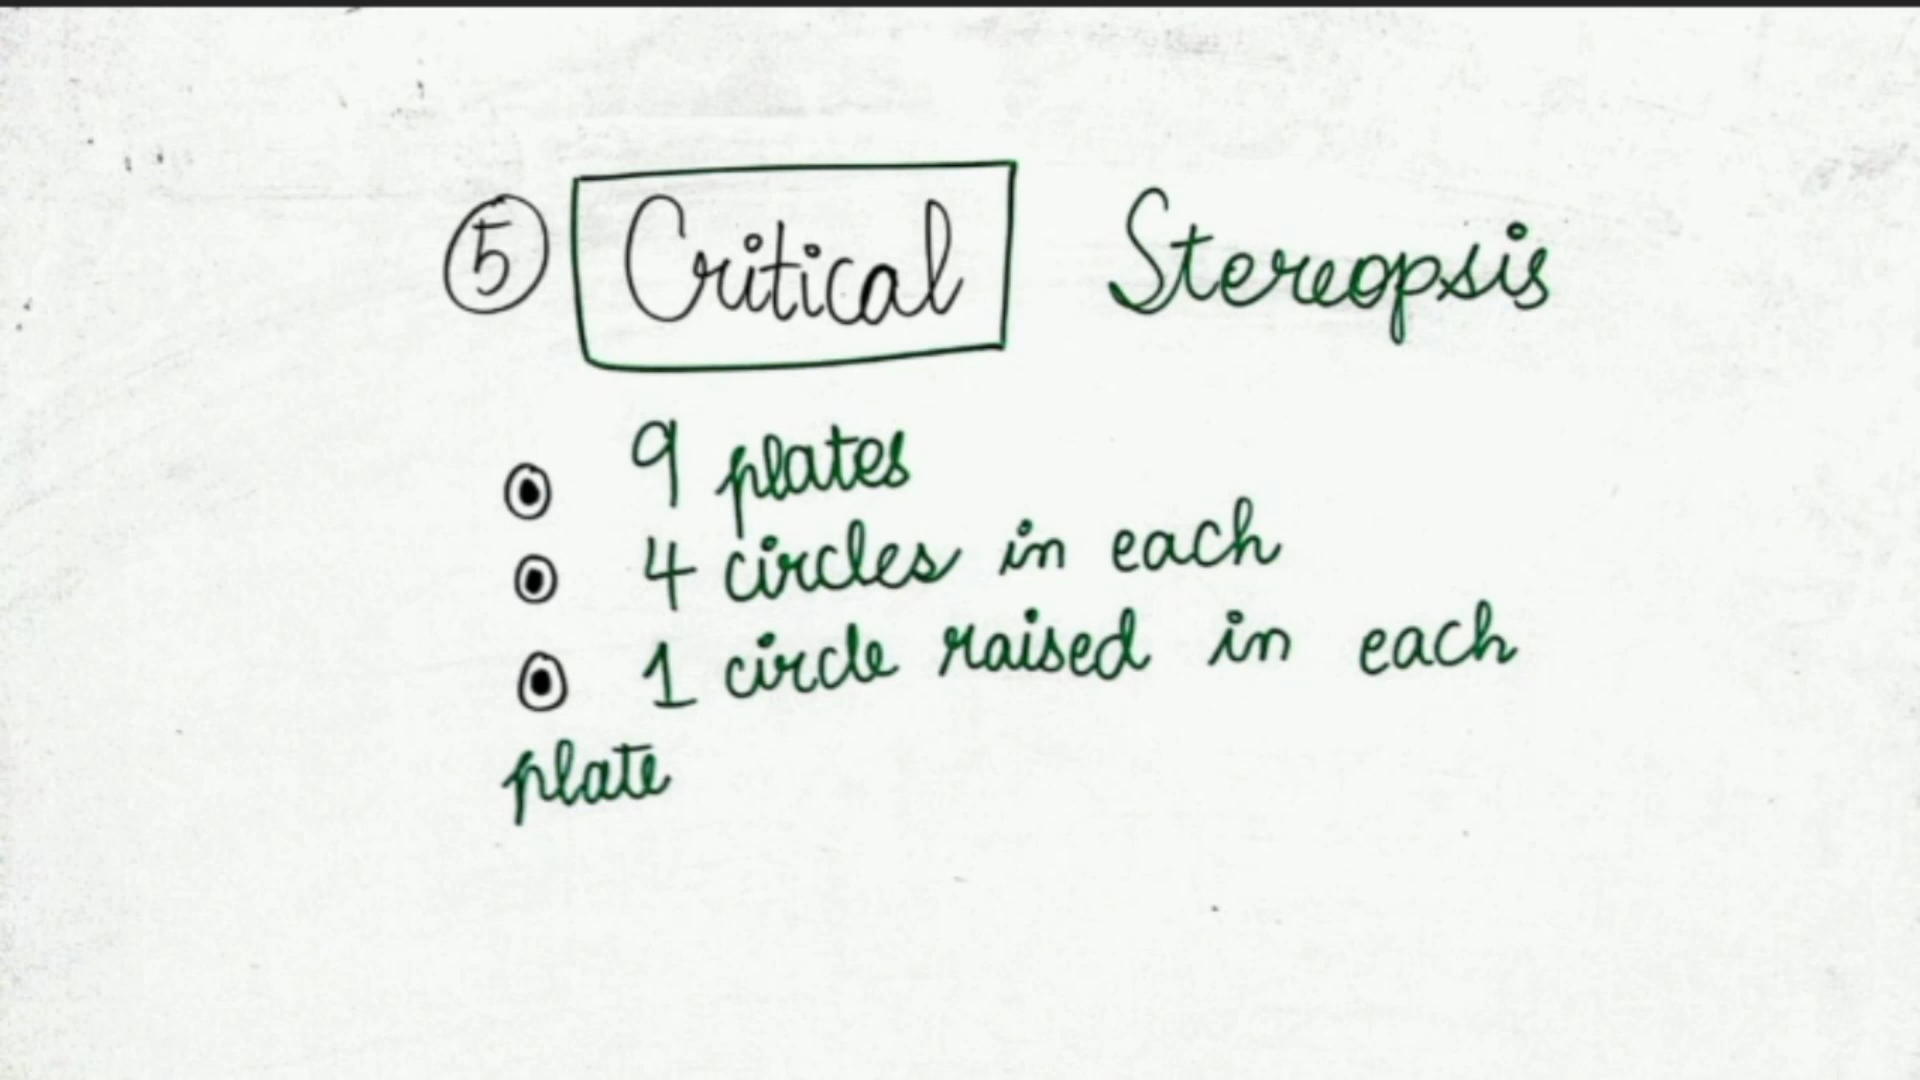 5 Critical Stereopsis
9 plates
4 circles in each
1 circle raised in each
plate